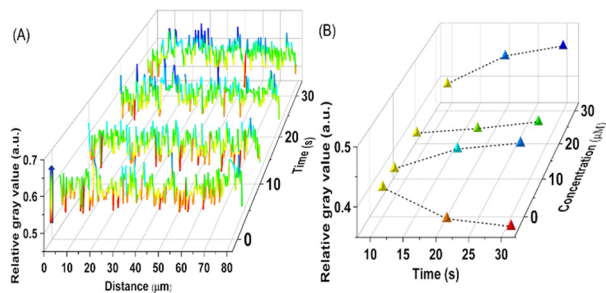 (A)
Relative gray value (a.u.)
0.7
0.6
0.5
0 10 20 30 40 50 60 70 80
Distance (μm)
0
10
20
30
Time (s)
(B)
Relative gray value (a.u.)
0.5
0.4
10 15 20 25 30
Time (s)
0
10
20
30
Concentration (μM)